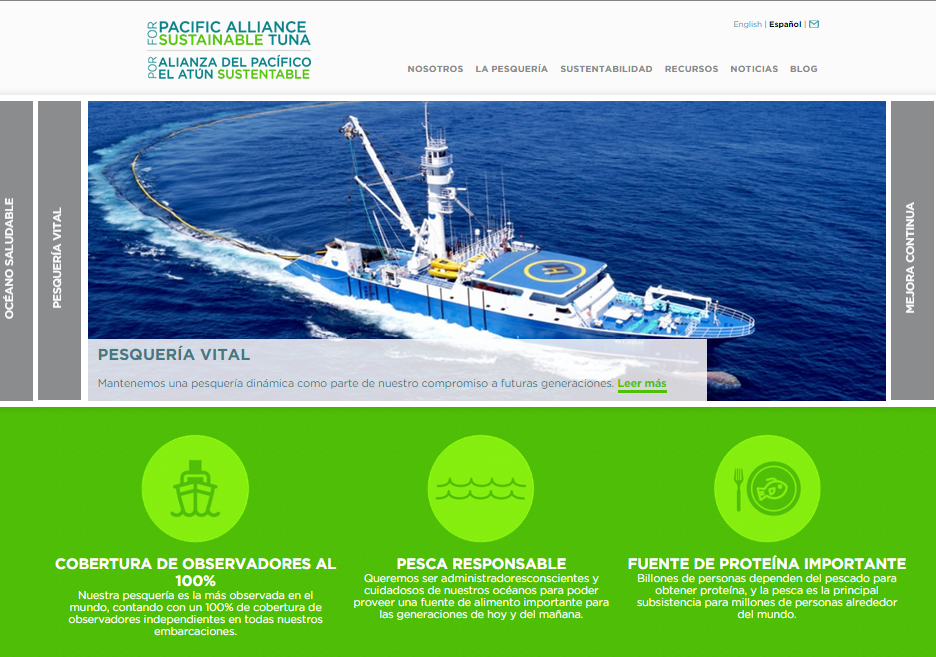 FOR PACIFIC ALLIANCE
SUSTAINABLE TUNA
POR ALIANZA DEL PACÍFICO
EL ATÚN SUSTENTABLE
English | Español |
NOSOTROS LA PESQUERÍA SUSTENTABILIDAD RECURSOS NOTICIAS BLOG
OCÉANO SALUDABLE
PESQUERÍA VITAL
H
PESQUERÍA VITAL
Mantenemos una pesquería dinámica como parte de nuestro compromiso a futuras generaciones. Leer más
MEJORA CONTINUA
COBERTURA DE OBSERVADORES AL
100%
Nuestra pesquería es la más observada en el
mundo, contando con un 100% de cobertura de
observadores independientes en todas nuestros
embarcaciones.
PESCA RESPONSABLE
Queremos ser administradoresconscientes y
cuidadosos de nuestros océanos para poder
proveer una fuente de alimento importante para
las generaciones de hoy y del mañana.
FUENTE DE PROTEÍNA IMPORTANTE
Billones de personas dependen del pescado para
obtener proteína, y la pesca es la principal
subsistencia para millones de personas alrededor
del mundo.